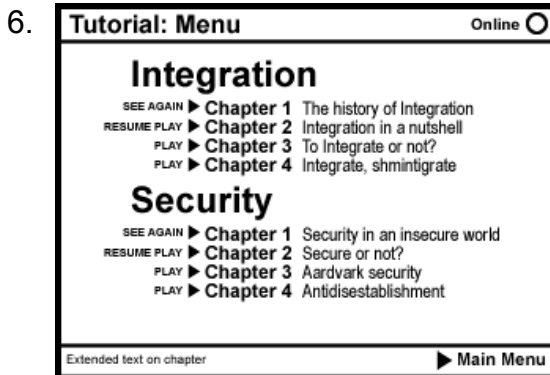 6.
Tutorial: Menu Online
Integration
SEE AGAIN Chapter 1 The history of Integration
RESUME PLAY Chapter 2 Integration in a nutshell
PLAY Chapter 3 To Integrate or not?
PLAY Chapter 4 Integrate, shmintigrate
Security
SEE AGAIN Chapter 1 Security in an insecure world
RESUME PLAY Chapter 2 Secure or not?
PLAY Chapter 3 Aardvark security
PLAY Chapter 4 Antidisestablishment
Extended text on chapter Main Menu